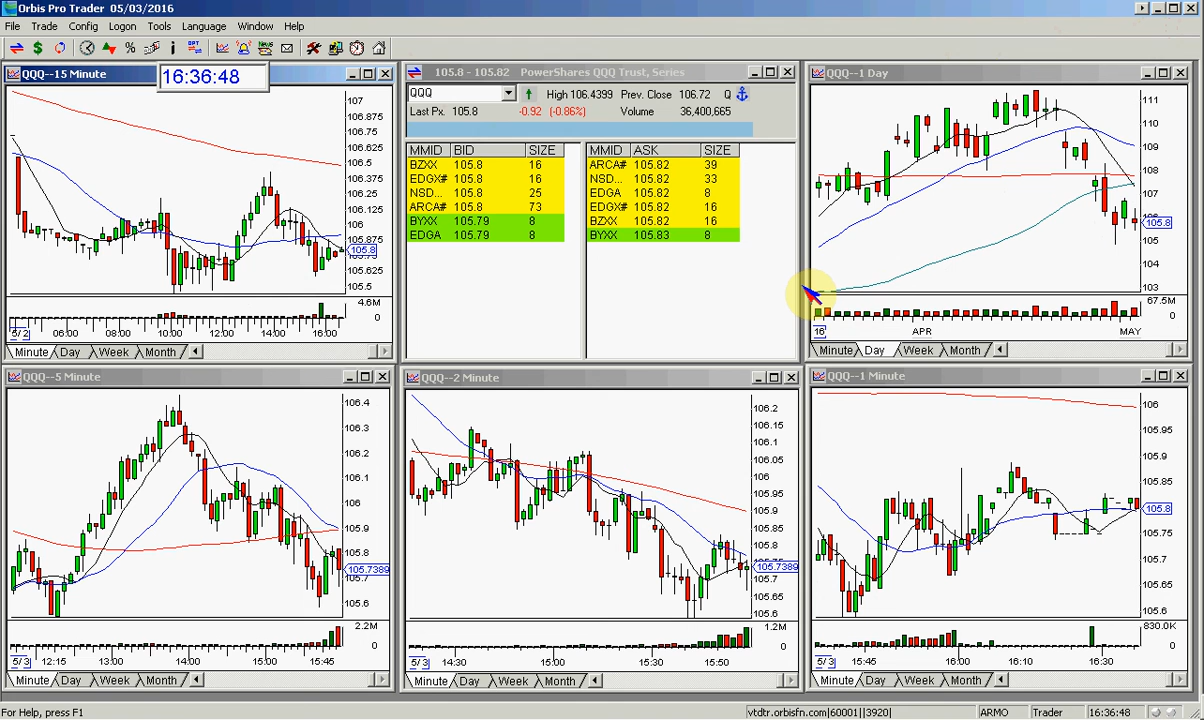 Orbis Pro Trader 05/03/2016
File Trade Config Logon Tools Language Window Help
QQQ--15 Minute
16:36:48
107
106.875
106.75
106.625
106.5
106.375
106.25
106.125
106
105.875
105.8
105.75
105.625
105.5
4.6M
0
5/2 06:00 08:00 10:00 12:00 14:00 16:00
Minute Day Week Month
105.8 - 105.82 PowerShares QQQ Trust, Series
QQQ High 106.4399 Prev. Close 106.72 Q
Last Px. 105.8 -0.92 (-0.86%) Volume 36,400,665
MMID BID SIZE
BZXX 105.8 16
EDGX# 105.8 16
NSD... 105.8 25
ARCA# 105.8 73
BYXX 105.79 8
EDGA 105.79 8
MMID ASK SIZE
ARCA# 105.82 39
NSD... 105.82 33
EDGA 105.82 8
EDGX# 105.82 16
BZXX 105.82 16
BYXX 105.83 8
QQQ--1 Day
111
110
109
108
107
106
105.8
105
104
103
67.5M
0
16 APR MAY
Minute Day Week Month
QQQ--5 Minute
106.4
106.3
106.2
106.1
106
105.9
105.8
105.7389
105.7
105.6
2.2M
0
5/3 12:15 13:00 14:00 15:00 15:45
Minute Day Week Month
QQQ--2 Minute
106.2
106.15
106.1
106.05
106
105.95
105.9
105.85
105.8
105.7389
105.7
105.65
105.6
1.2M
0
5/3 14:30 15:00 15:30 15:50
Minute Day Week Month
QQQ--1 Minute
106
105.95
105.9
105.85
105.8
105.75
105.7
105.65
105.6
830.0K
0
5/3 15:45 16:00 16:10 16:30
Minute Day Week Month
For Help, press F1
vtdtr.orbisfn.com|60001||3920| ARMO Trader 16:36:48